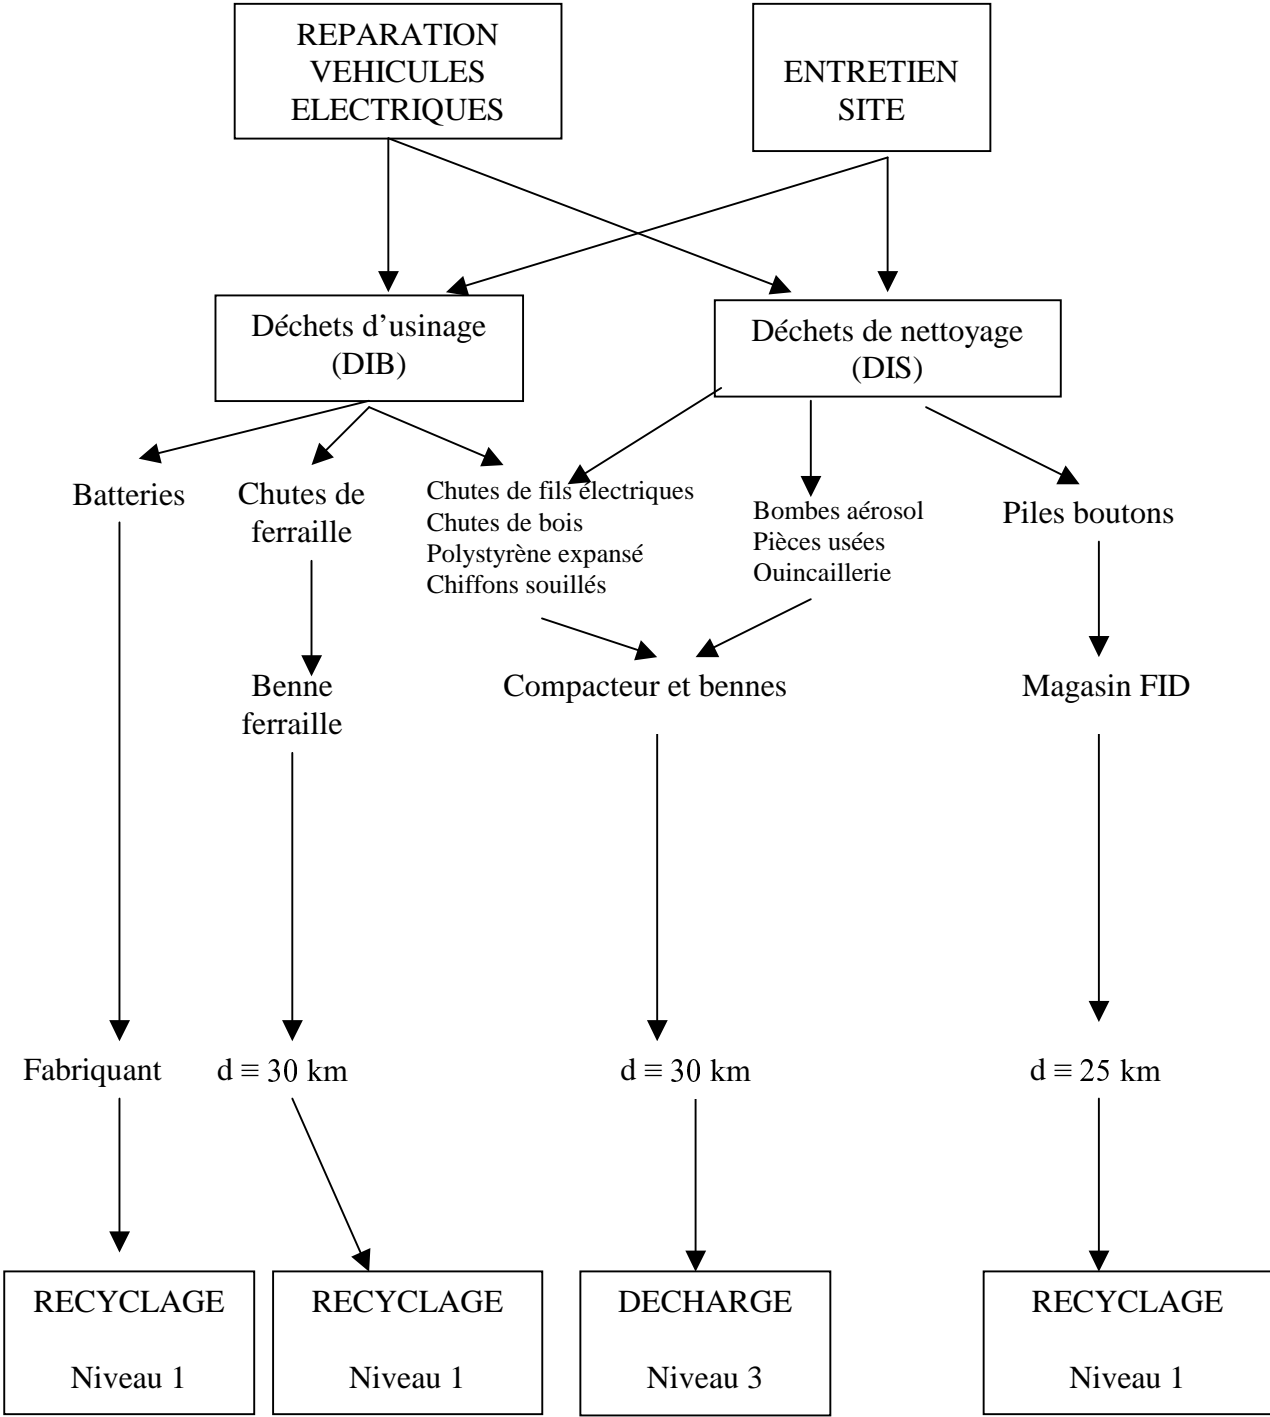 REPARATION
VEHICULES
ELECTRIQUES
ENTRETIEN
SITE
Déchets d’usinage
(DIB)
Déchets de nettoyage
(DIS)
Batteries
Chutes de
ferraille
Chutes de fils électriques
Chutes de bois
Polystyrène expansé
Chiffons souillés
Bombes aérosol
Pièces usées
Ouincaillerie
Piles boutons
Benne
ferraille
Compacteur et bennes
Magasin FID
Fabriquant
d ≡ 30 km
d ≡ 30 km
d ≡ 25 km
RECYCLAGE
Niveau 1
RECYCLAGE
Niveau 1
DECHARGE
Niveau 3
RECYCLAGE
Niveau 1